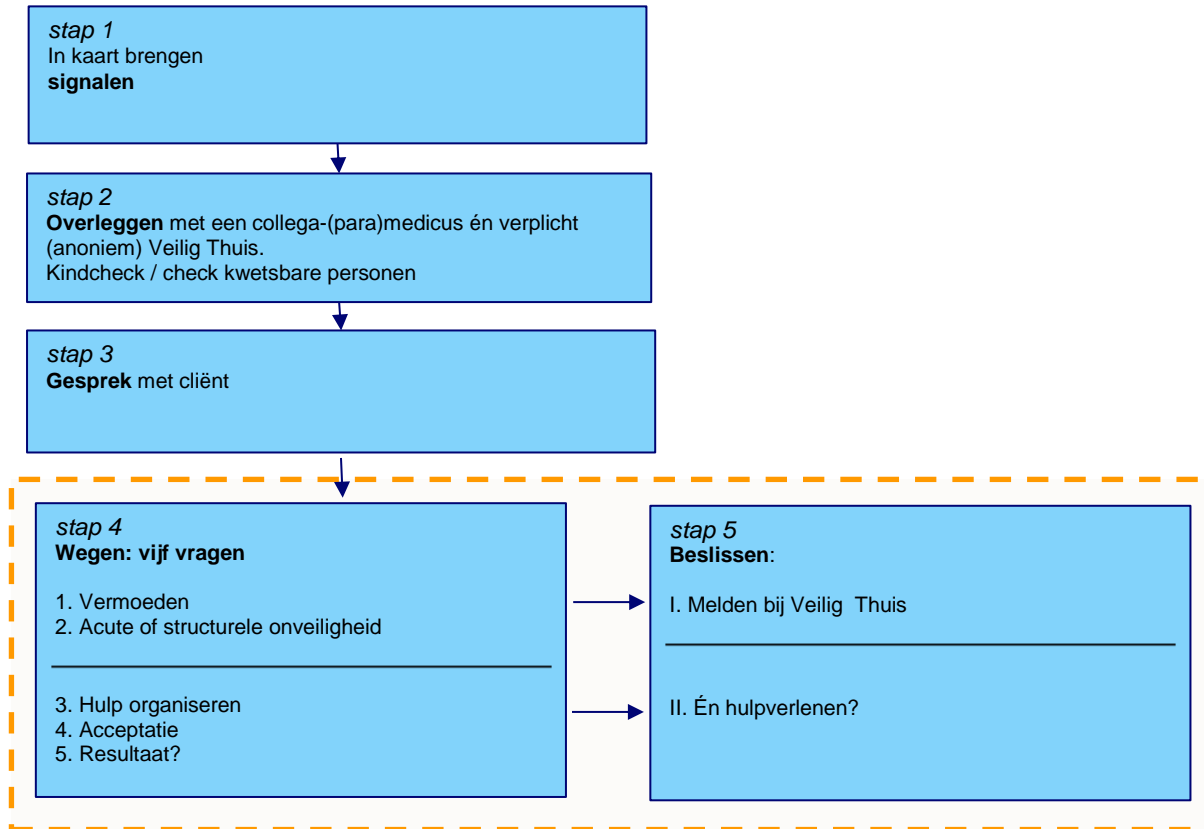 stap 1
In kaart brengen
signalen
stap 2
Overleggen met een collega-(para)medicus én verplicht
(anoniem) Veilig Thuis.
Kindcheck / check kwetsbare personen
stap 3
Gesprek met cliënt
stap 4
Wegen: vijf vragen
1. Vermoeden
2. Acute of structurele onveiligheid
3. Hulp organiseren
4. Acceptatie
5. Resultaat?
stap 5
Beslissen:
I. Melden bij Veilig Thuis
II. Én hulpverlenen?